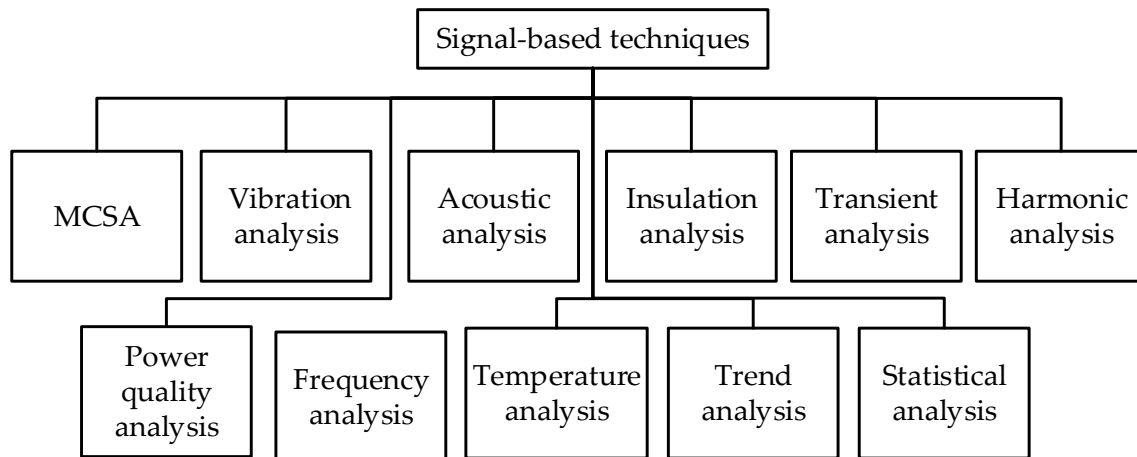 Signal-based techniques
MCSA
Vibration
analysis
Acoustic
analysis
Insulation
analysis
Transient
analysis
Harmonic
analysis
Power
quality
analysis
Frequency
analysis
Temperature
analysis
Trend
analysis
Statistical
analysis